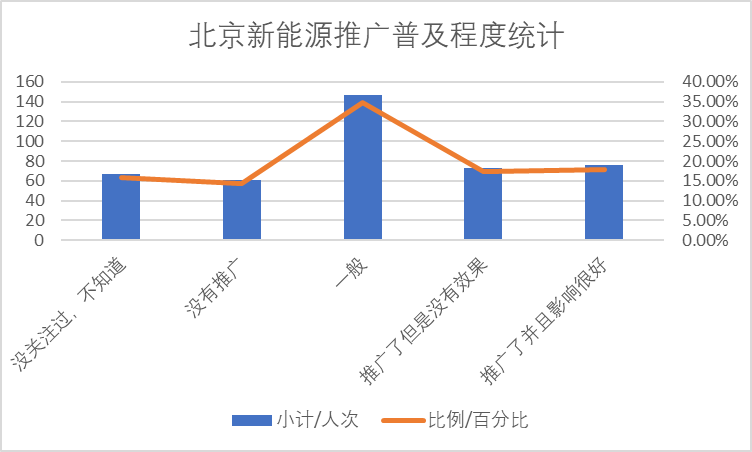 北京新能源推广普及程度统计
160
140
120
100
80
60
40
20
0
40.00%
35.00%
30.00%
25.00%
20.00%
15.00%
10.00%
5.00%
0.00%
没关注过，不知道
没有推广
一般
推广了但是没有效果
推广了并且影响很好
小计/人次
比例/百分比